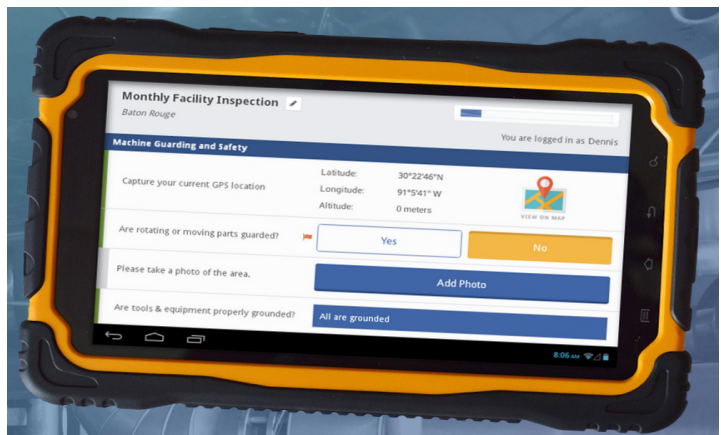 Monthly Facility Inspection
Baton Rouge
You are logged in as Dennis
Machine Guarding and Safety
Capture your current GPS location
Latitude: 30°22'46"N
Longitude: 91°5'41" W
Altitude: 0 meters
VIEW ON MAP
Are rotating or moving parts guarded? Yes No
Please take a photo of the area. Add Photo
Are tools & equipment properly grounded? All are grounded
8:06 AM